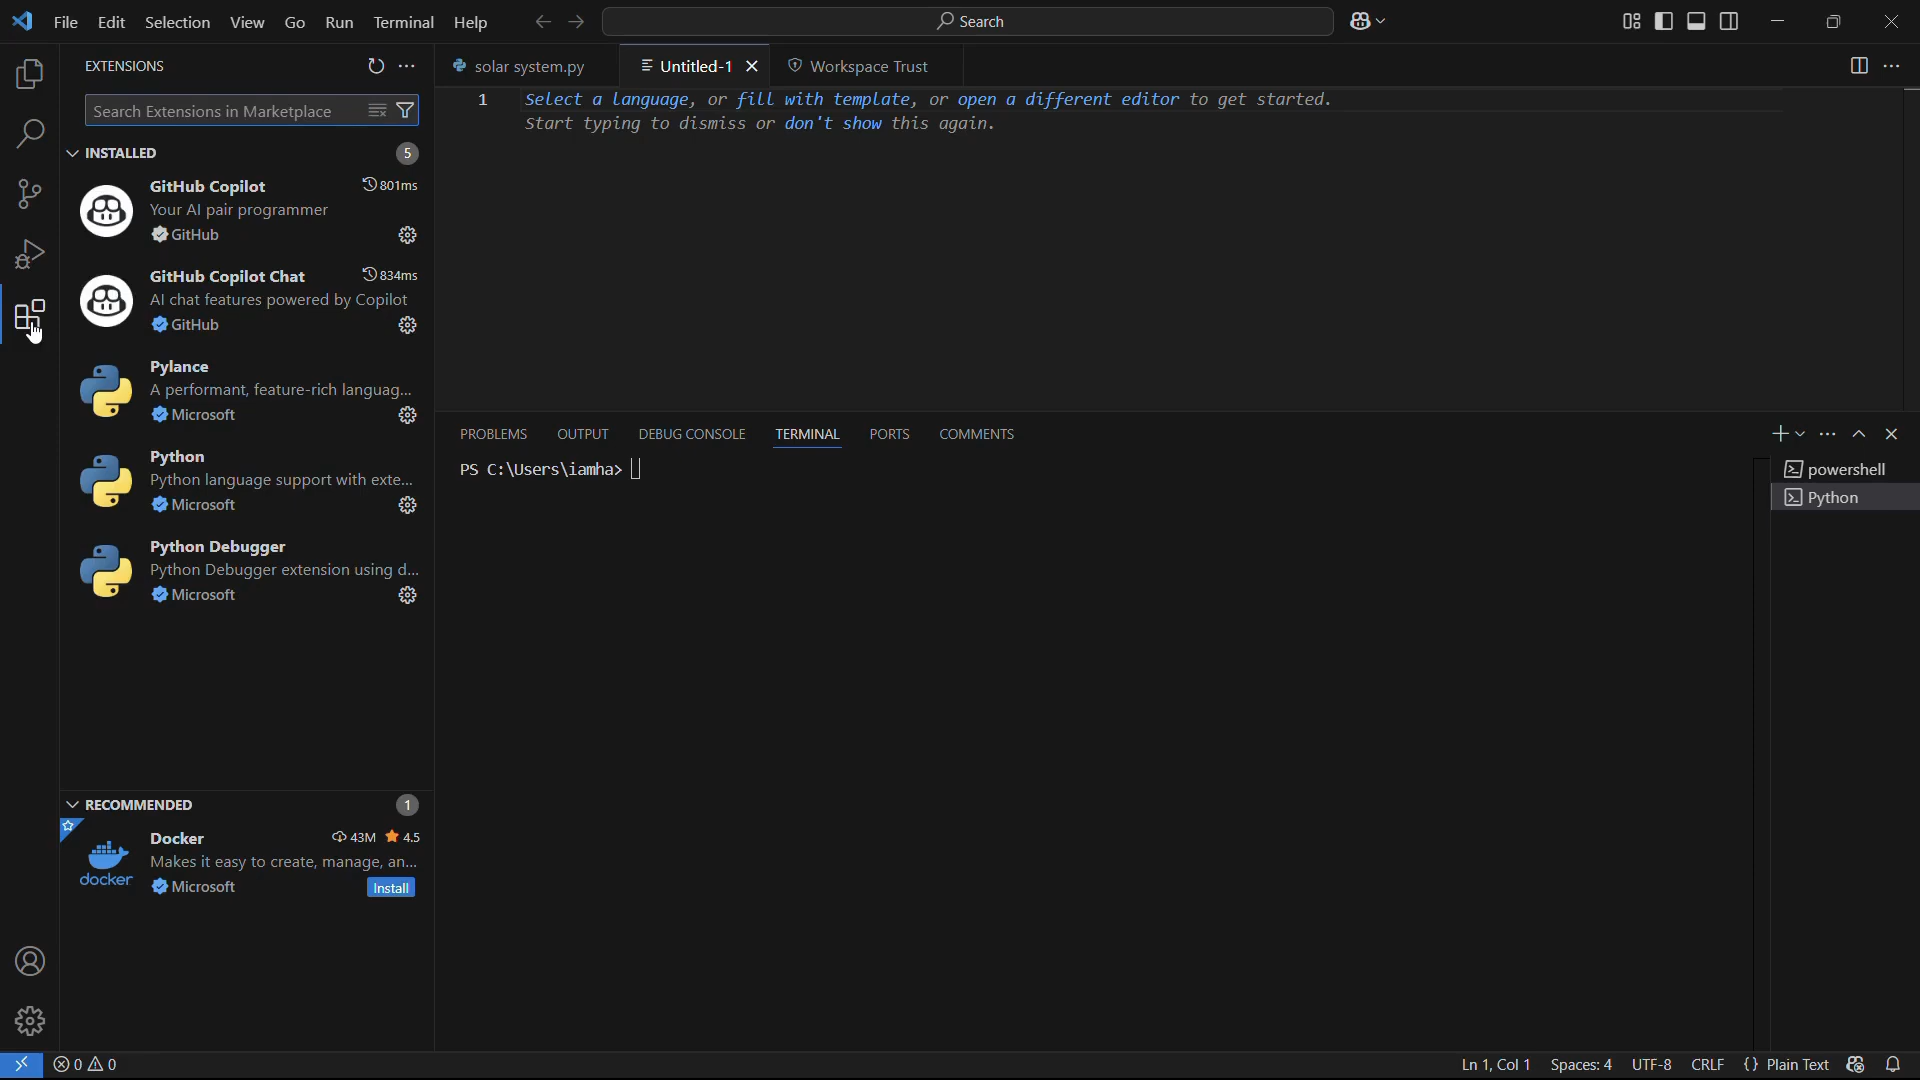 File Edit Selection View Go Run Terminal Help
Search
EXTENSIONS
Search Extensions in Marketplace
INSTALLED 5
GitHub Copilot 801ms
Your AI pair programmer
GitHub
GitHub Copilot Chat 834ms
AI chat features powered by Copilot
GitHub
Pylance
A performant, feature-rich languag...
Microsoft
Python
Python language support with exte...
Microsoft
Python Debugger
Python Debugger extension using d...
Microsoft
RECOMMENDED 1
Docker 43M 4.5
Makes it easy to create, manage, an...
Microsoft Install
docker
solar system.py Untitled-1 Workspace Trust
1 Select a language, or fill with template, or open a different editor to get started.
Start typing to dismiss or don't show this again.
PROBLEMS OUTPUT DEBUG CONSOLE TERMINAL PORTS COMMENTS
PS C:\Users\iamha>
powershell
Python
0 0
Ln 1, Col 1 Spaces: 4 UTF-8 CRLF {} Plain Text